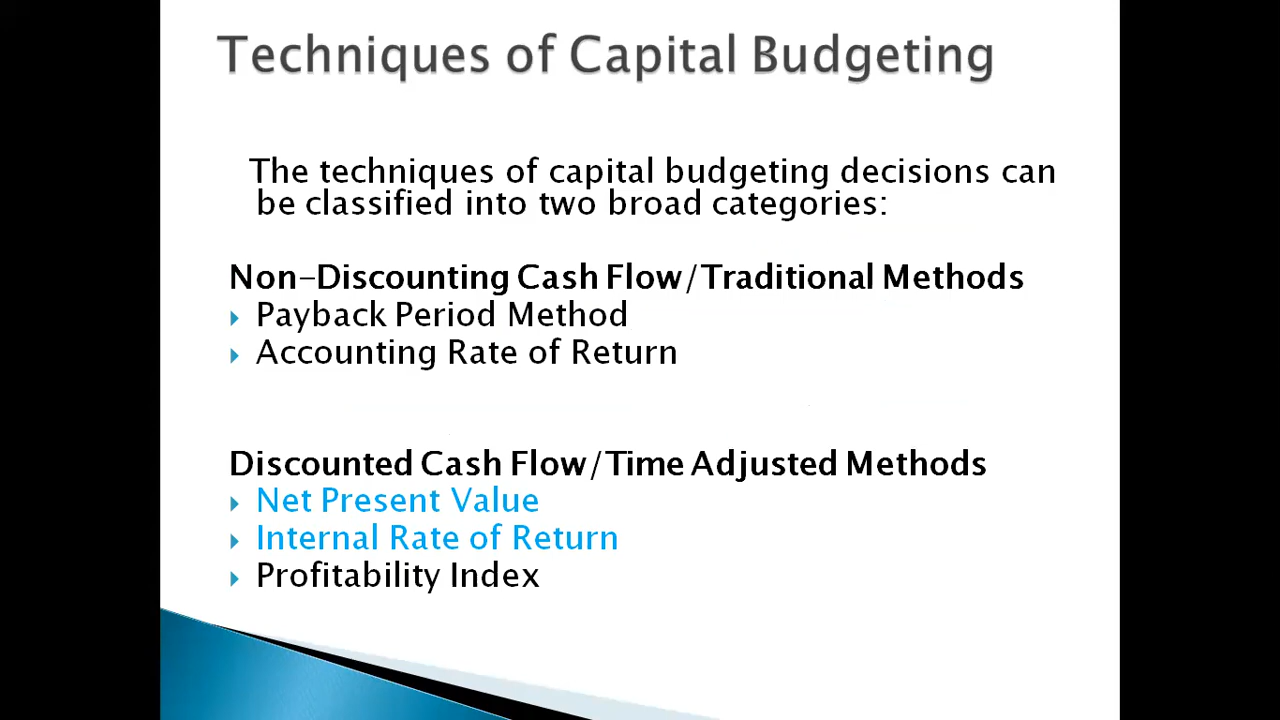 Techniques of Capital Budgeting
The techniques of capital budgeting decisions can
be classified into two broad categories:
Non-Discounting Cash Flow/Traditional Methods
Payback Period Method
Accounting Rate of Return
Discounted Cash Flow/Time Adjusted Methods
Net Present Value
Internal Rate of Return
Profitability Index